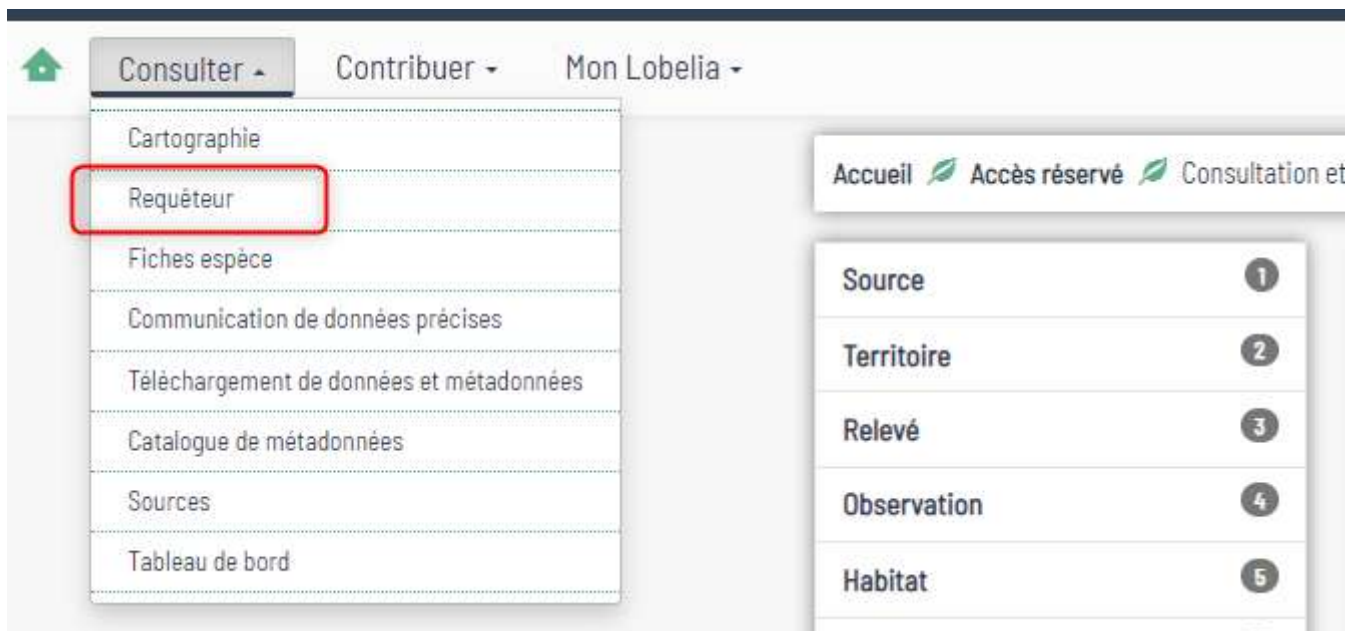 Consulter Contribuer Mon Lobelia
Cartographie
Requêteur
Fiches espèce
Communication de données précises
Téléchargement de données et métadonnées
Catalogue de métadonnées
Sources
Tableau de bord
Accueil Accès réservé Consultation et
Source 1
Territoire 2
Relevé 3
Observation 4
Habitat 5